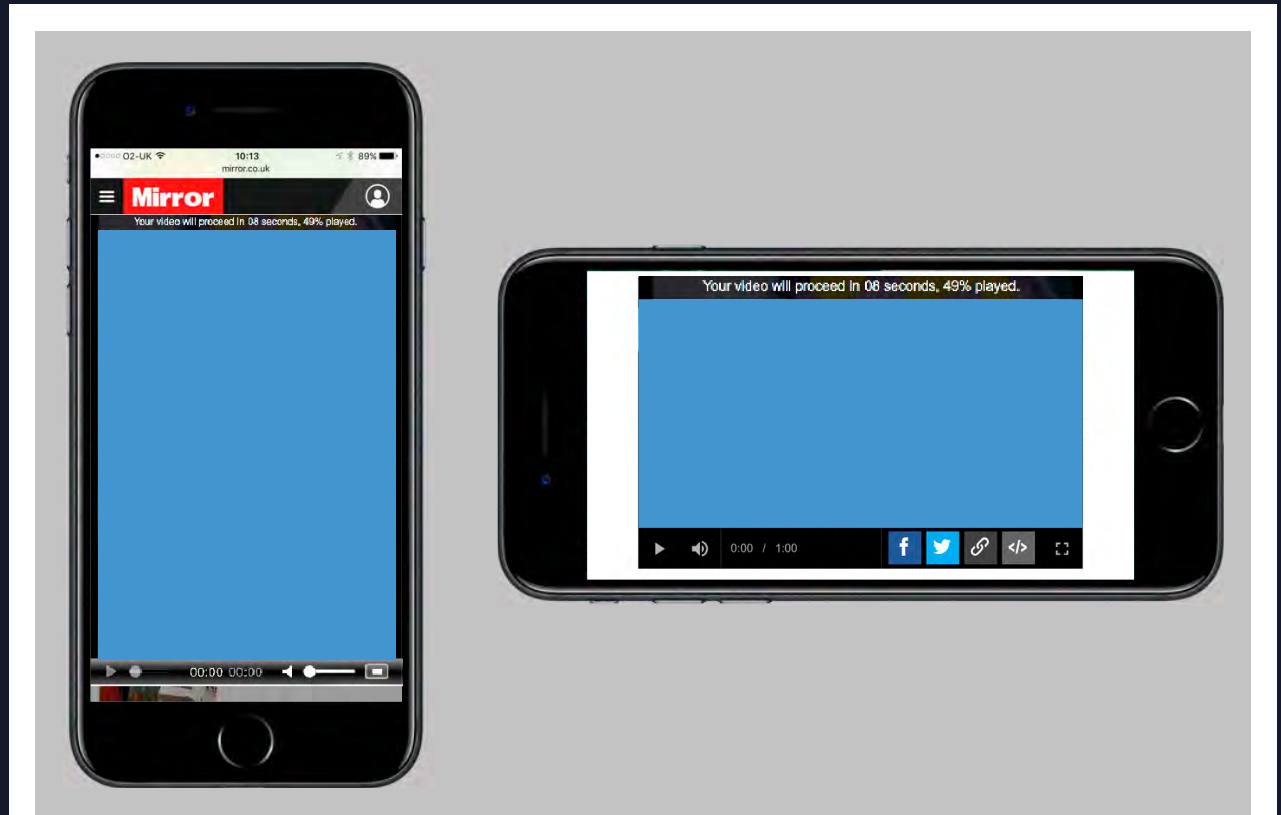 O2-UK 10:13 89%
mirror.co.uk
Mirror
Your video will proceed in 08 seconds, 49% played.
00:00 00:00
Your video will proceed in 08 seconds, 49% played.
0:00 / 1:00 f </>